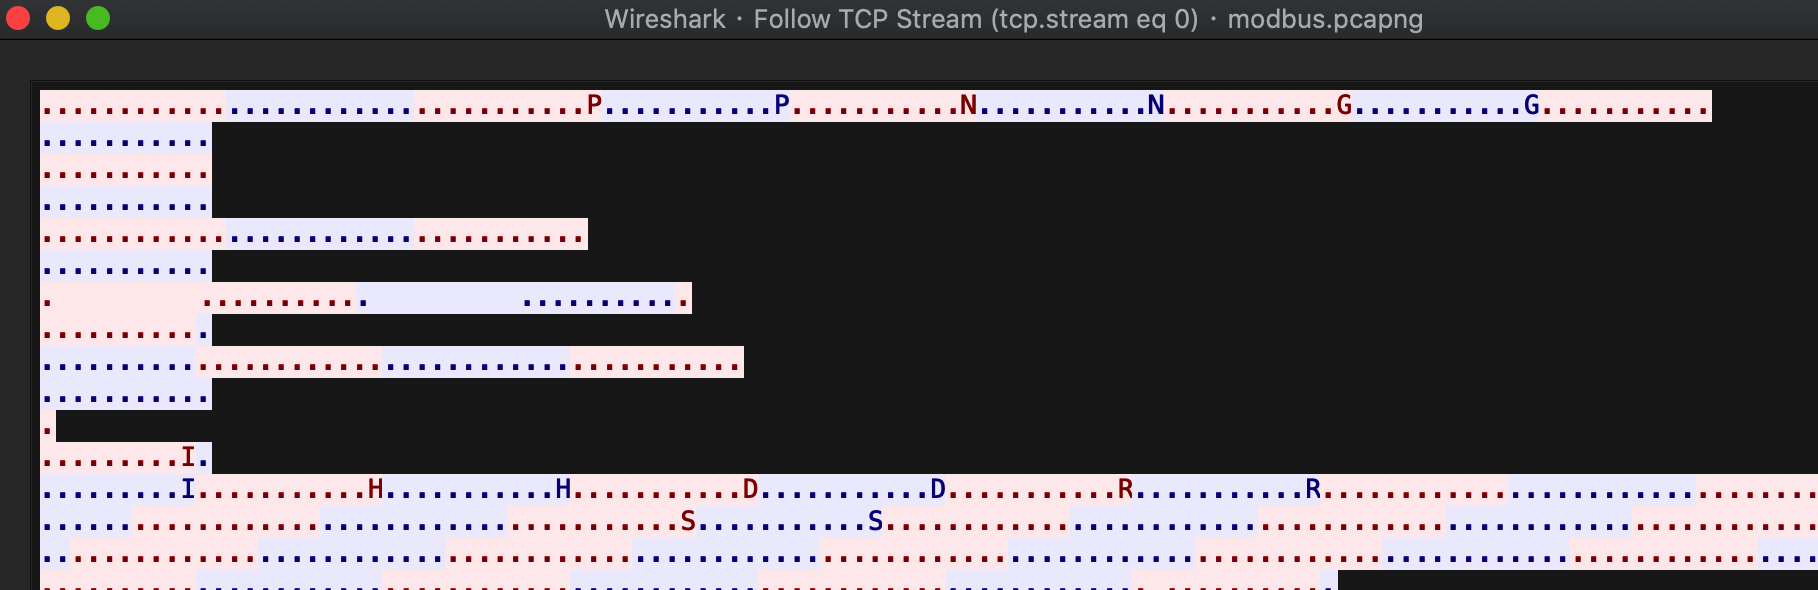 ...................................P...........P...........N...........N...........G...........G...........
...........
...........
...........
...................................
...........
.	...........	...........
...........
.............................................
...........
.
.........I.
.........I...........H...........H...........D...........D...........R...........R................................
.........................................S...........S............................................................
..................................................................................................................
...................................................................................
Wireshark · Follow TCP Stream (tcp.stream eq 0) · modbus.pcapng